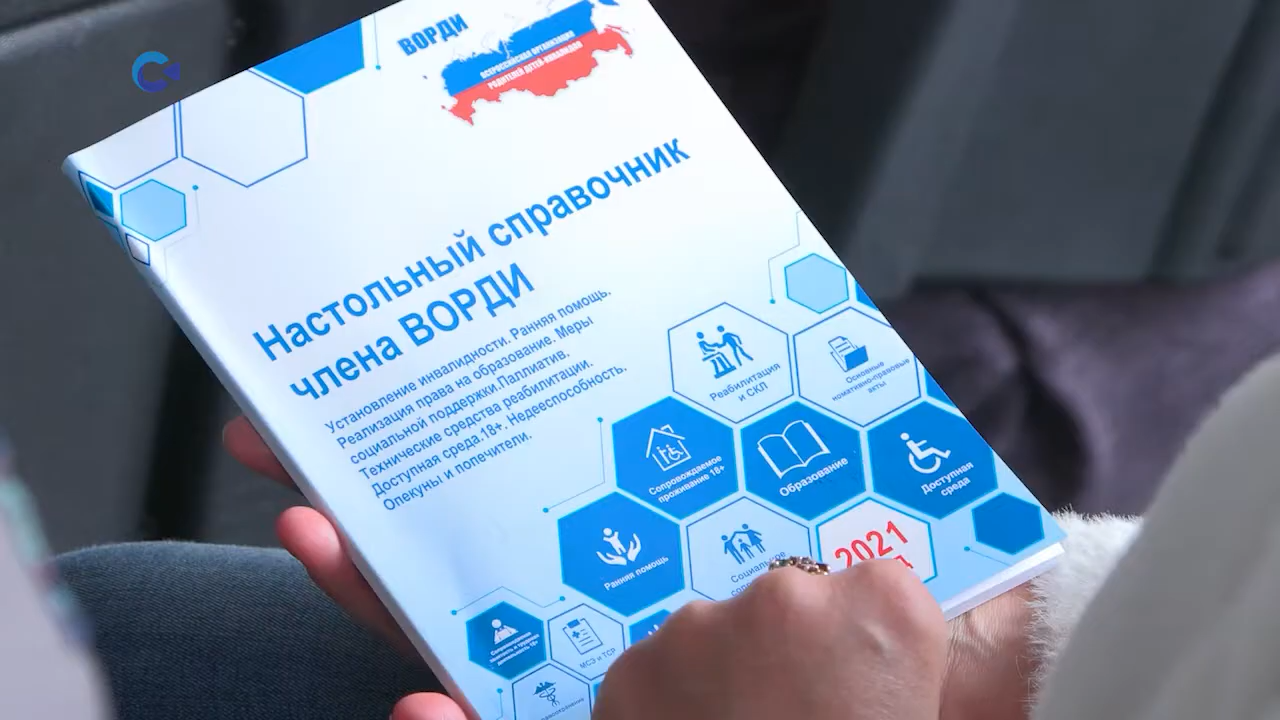 ВОРДИ
ВСЕРОССИЙСКАЯ ОРГАНИЗАЦИЯ
РОДИТЕЛЕЙ ДЕТЕЙ-ИНВАЛИДОВ
Настольный справочник
члена ВОРДИ
Установление инвалидности. Ранняя помощь.
Реализация права на образование. Меры
социальной поддержки.Паллиатив.
Технические средства реабилитации.
Доступная среда.18+. Недееспособность.
Опекуны и попечители.
Реабилитация
и СКЛ
Основные
номативно-правовые
акты
Сопровождаемое
проживание 18+
Образование
Доступная
среда
Ранняя помощь
Социальное
2021
МСЭ и ТСР